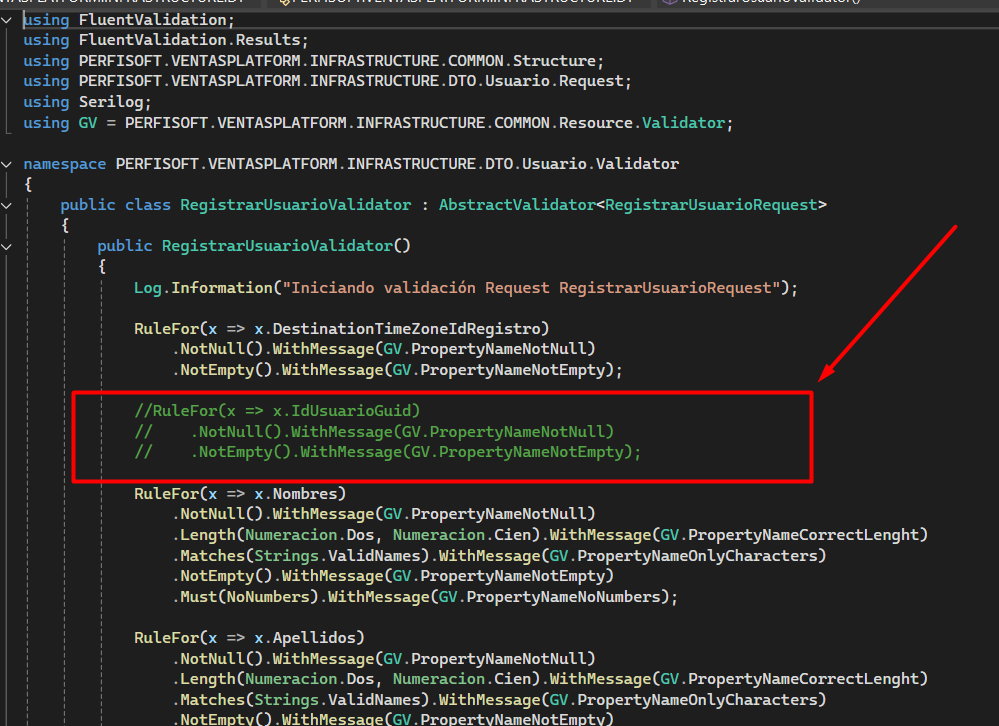 using FluentValidation;
using FluentValidation.Results;
using PERFISOFT.VENTASPLATFORM.INFRASTRUCTURE.COMMON.Structure;
using PERFISOFT.VENTASPLATFORM.INFRASTRUCTURE.DTO.Usuario.Request;
using Serilog;
using GV = PERFISOFT.VENTASPLATFORM.INFRASTRUCTURE.COMMON.Resource.Validator;
namespace PERFISOFT.VENTASPLATFORM.INFRASTRUCTURE.DTO.Usuario.Validator
{
public class RegistrarUsuarioValidator : AbstractValidator<RegistrarUsuarioRequest>
{
public RegistrarUsuarioValidator()
{
Log.Information("Iniciando validación Request RegistrarUsuarioRequest");
RuleFor(x => x.DestinationTimeZoneIdRegistro)
.NotNull().WithMessage(GV.PropertyNameNotNull)
.NotEmpty().WithMessage(GV.PropertyNameNotEmpty);
//RuleFor(x => x.IdUsuarioGuid)
// .NotNull().WithMessage(GV.PropertyNameNotNull)
// .NotEmpty().WithMessage(GV.PropertyNameNotEmpty);
RuleFor(x => x.Nombres)
.NotNull().WithMessage(GV.PropertyNameNotNull)
.Length(Numeracion.Dos, Numeracion.Cien).WithMessage(GV.PropertyNameCorrectLenght)
.Matches(Strings.ValidNames).WithMessage(GV.PropertyNameOnlyCharacters)
.NotEmpty().WithMessage(GV.PropertyNameNotEmpty)
.Must(NoNumbers).WithMessage(GV.PropertyNameNoNumbers);
RuleFor(x => x.Apellidos)
.NotNull().WithMessage(GV.PropertyNameNotNull)
.Length(Numeracion.Dos, Numeracion.Cien).WithMessage(GV.PropertyNameCorrectLenght)
.Matches(Strings.ValidNames).WithMessage(GV.PropertyNameOnlyCharacters)
.NotEmpty().WithMessage(GV.PropertyNameNotEmpty)